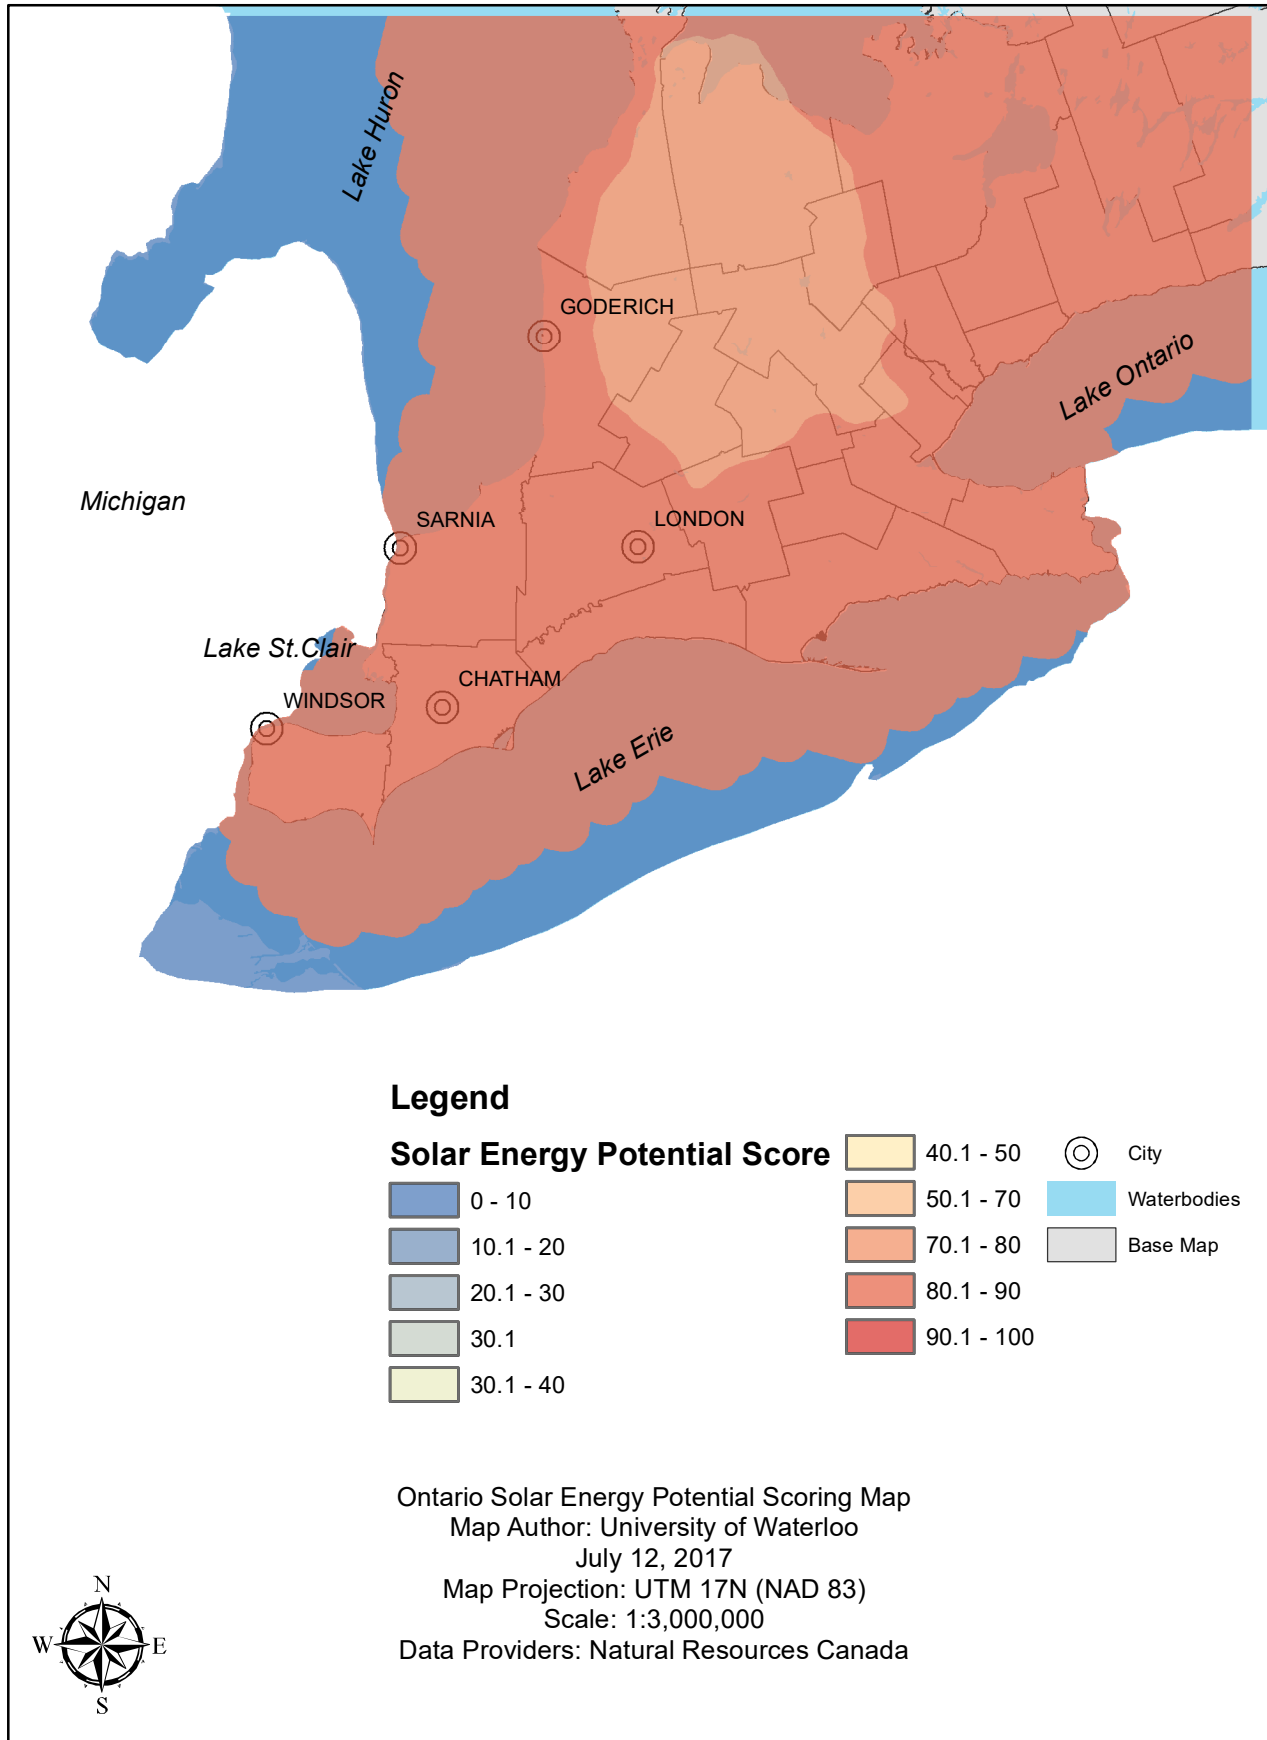 Lake Huron
GODERICH
Lake Ontario
Michigan
SARNIA
LONDON
Lake St.Clair
CHATHAM
WINDSOR
Lake Erie
Legend
Solar Energy Potential Score
0 - 10
10.1 - 20
20.1 - 30
30.1
30.1 - 40
40.1 - 50
50.1 - 70
70.1 - 80
80.1 - 90
90.1 - 100
City
Waterbodies
Base Map
Ontario Solar Energy Potential Scoring Map
Map Author: University of Waterloo
July 12, 2017
Map Projection: UTM 17N (NAD 83)
Scale: 1:3,000,000
Data Providers: Natural Resources Canada
N
W E
S